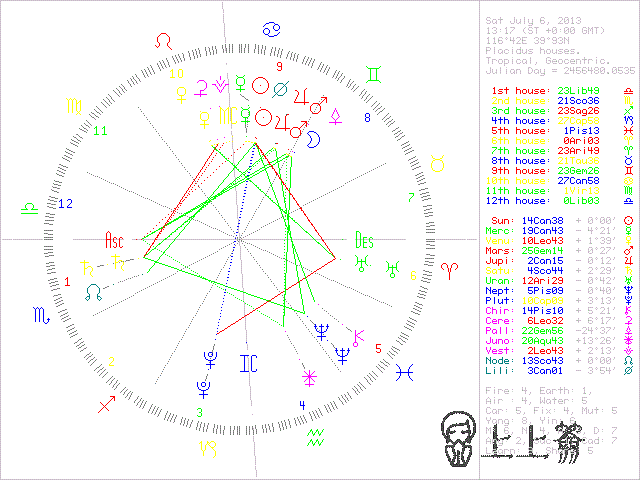 Sat July 6, 2013
13:17 (ST +0:00 GMT)
116°42E 39°93N
Placidus houses.
Tropical, Geocentric.
Julian Day = 2456480.0535
1st house: 23Lib49
2nd house: 21Sco36
3rd house: 23Sag26
4th house: 27Cap58
5th house: 1Pis13
6th house: 0Ari03
7th house: 23Ari49
8th house: 21Tau36
9th house: 23Gem26
10th house: 27Can58
11th house: 1Vir13
12th house: 0Lib03
Sun: 14Can38 + 0°00'
Merc: 19Can43 - 4°21'
Venu: 10Leo43 + 1°39'
Mars: 25Gem14 + 0°27'
Jupi: 2Can15 - 0°12'
Satu: 4Sco44 + 2°29'
Uran: 12Ari29 - 0°42'
Nept: 5Pis09 - 0°40'
Plut: 10Cap03 + 3°13'
Chir: 14Pis10 + 5°21'
Cere: 6Leo32 + 6°17'
Pall: 22Gem56 -24°37'
Juno: 20Aqu43 +13°26'
Vest: 2Leo43 + 2°13'
Node: 13Sco43 + 0°00'
Lili: 3Can01 - 3°54'
Fire: 4, Earth: 1,
Air : 4, Water: 5
Car: 5, Fix: 4, Mut: 5
Yang: 8, Yin: 6
10
9
8
11
12
7
Asc
Des
1
6
2
5
IC
3
4
上上